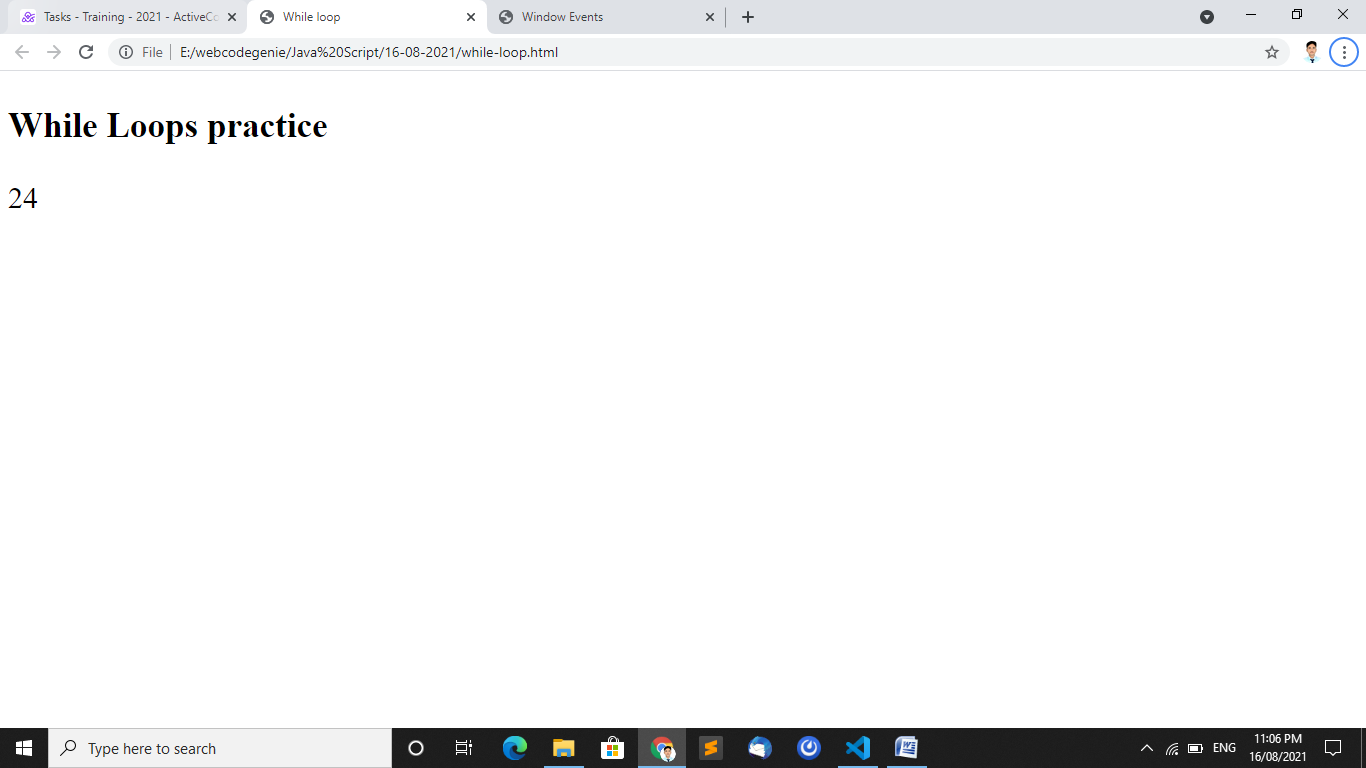 Tasks - Training - 2021 - ActiveCo
While loop
Window Events
File
E:/webcodegenie/Java%20Script/16-08-2021/while-loop.html
While Loops practice
24
Type here to search
ENG
11:06 PM
16/08/2021